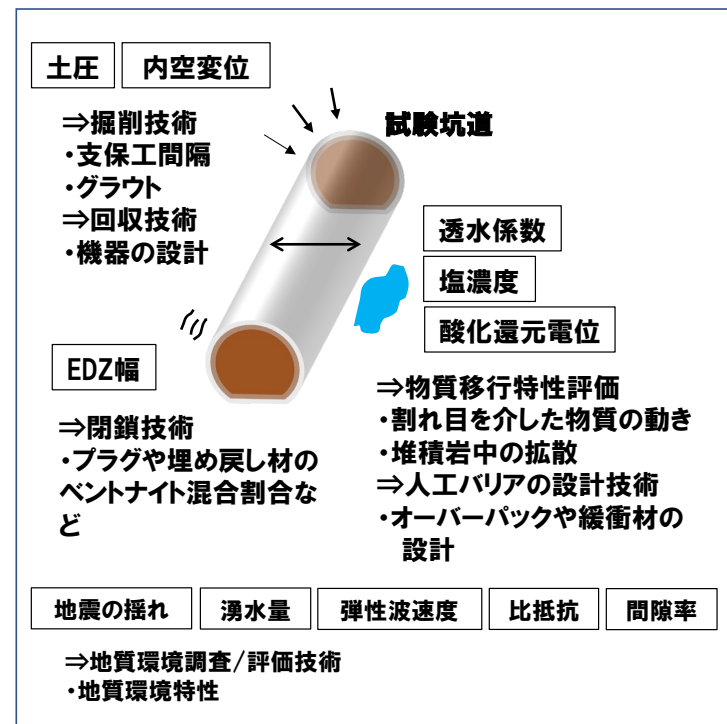 土圧 内空変位
⇒掘削技術
・支保工間隔
・グラウト
⇒回収技術
・機器の設計
試験坑道
透水係数
塩濃度
酸化還元電位
EDZ幅
⇒閉鎖技術
・プラグや埋め戻し材の
ベントナイト混合割合な
ど
⇒物質移行特性評価
・割れ目を介した物質の動き
・堆積岩中の拡散
⇒人工バリアの設計技術
・オーバーパックや緩衝材の
設計
地震の揺れ 湧水量 弾性波速度 比抵抗 間隙率
⇒地質環境調査/評価技術
・地質環境特性